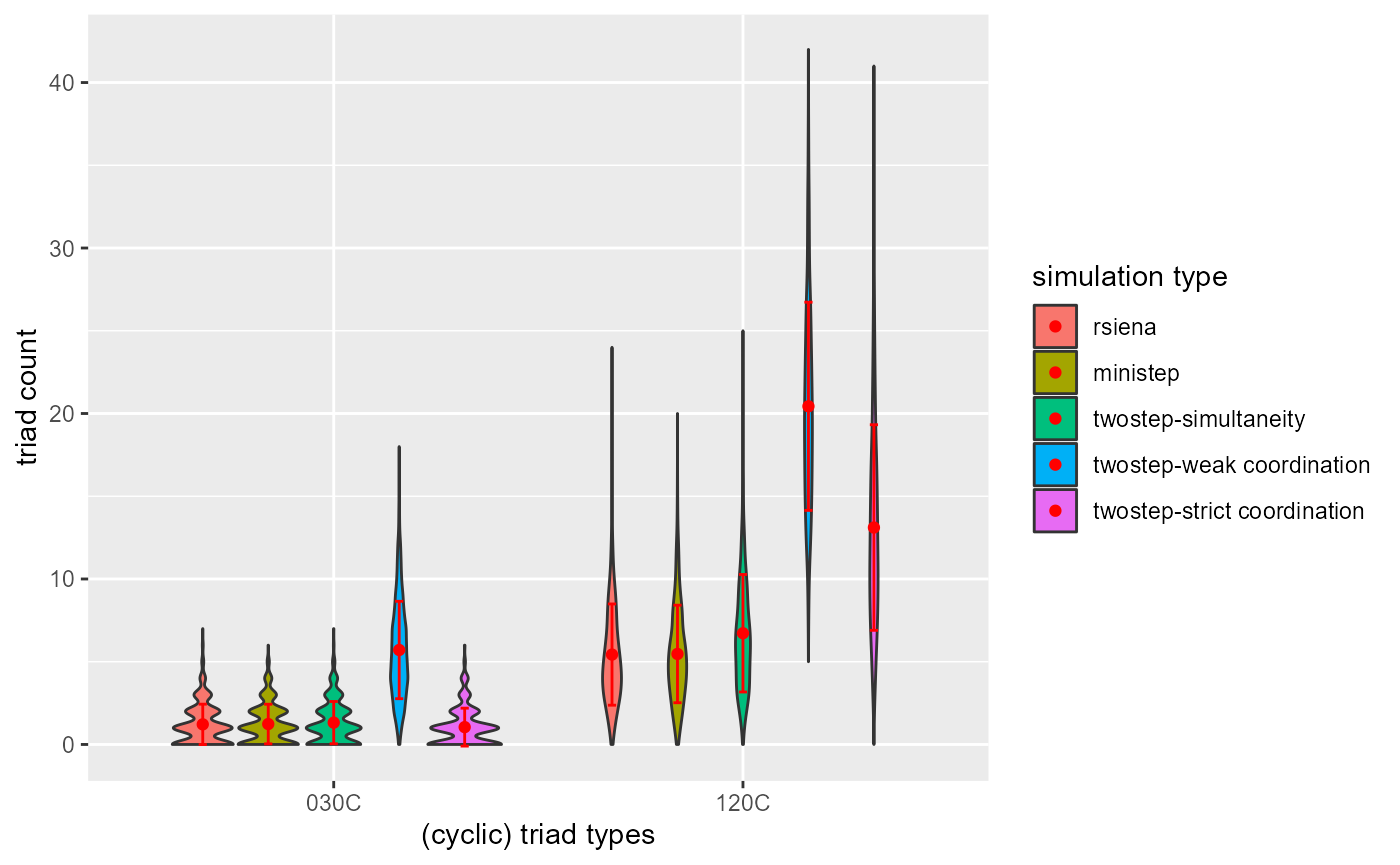 triad count
40
30
20
10
0
030C
120C
(cyclic) triad types
simulation type
rsiena
ministep
twostep-simultaneity
twostep-weak coordination
twostep-strict coordination